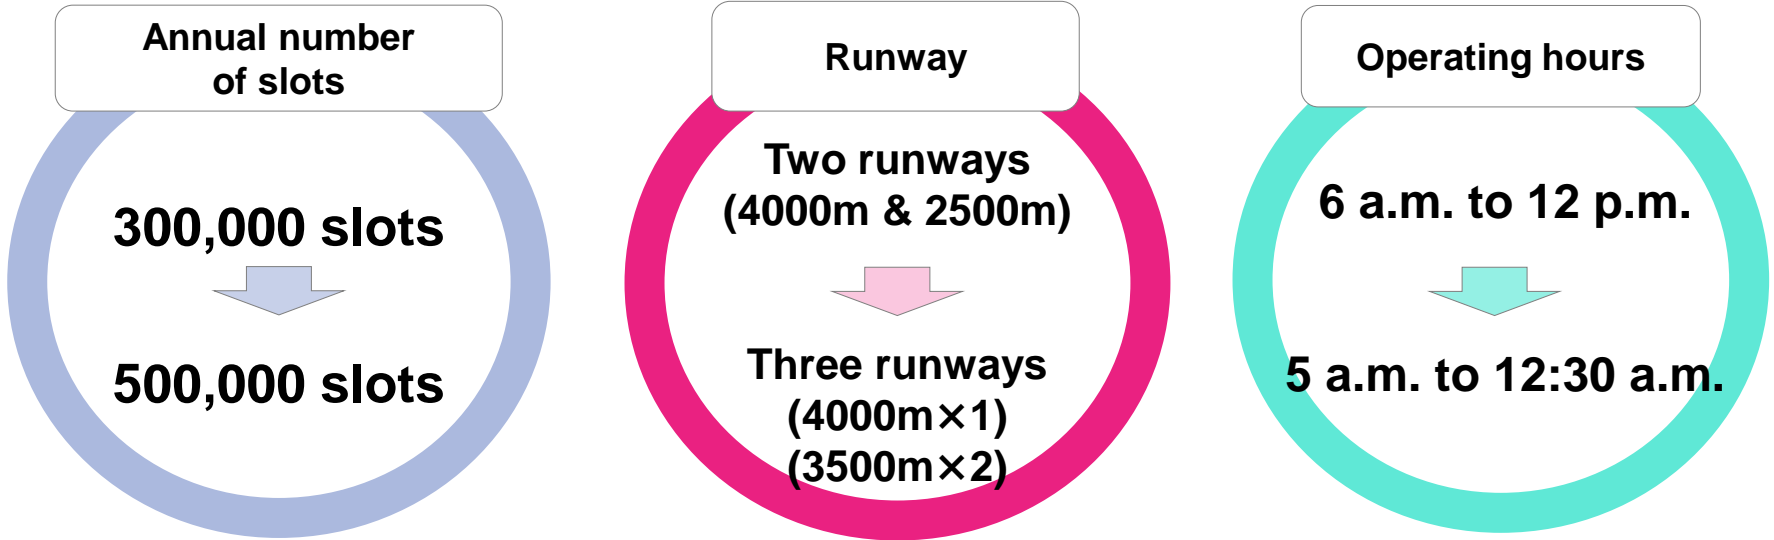 Annual number
of slots
300,000 slots
500,000 slots
Runway
Two runways
(4000m & 2500m)
Three runways
(4000m×1)
(3500m×2)
Operating hours
6 a.m. to 12 p.m.
5 a.m. to 12:30 a.m.